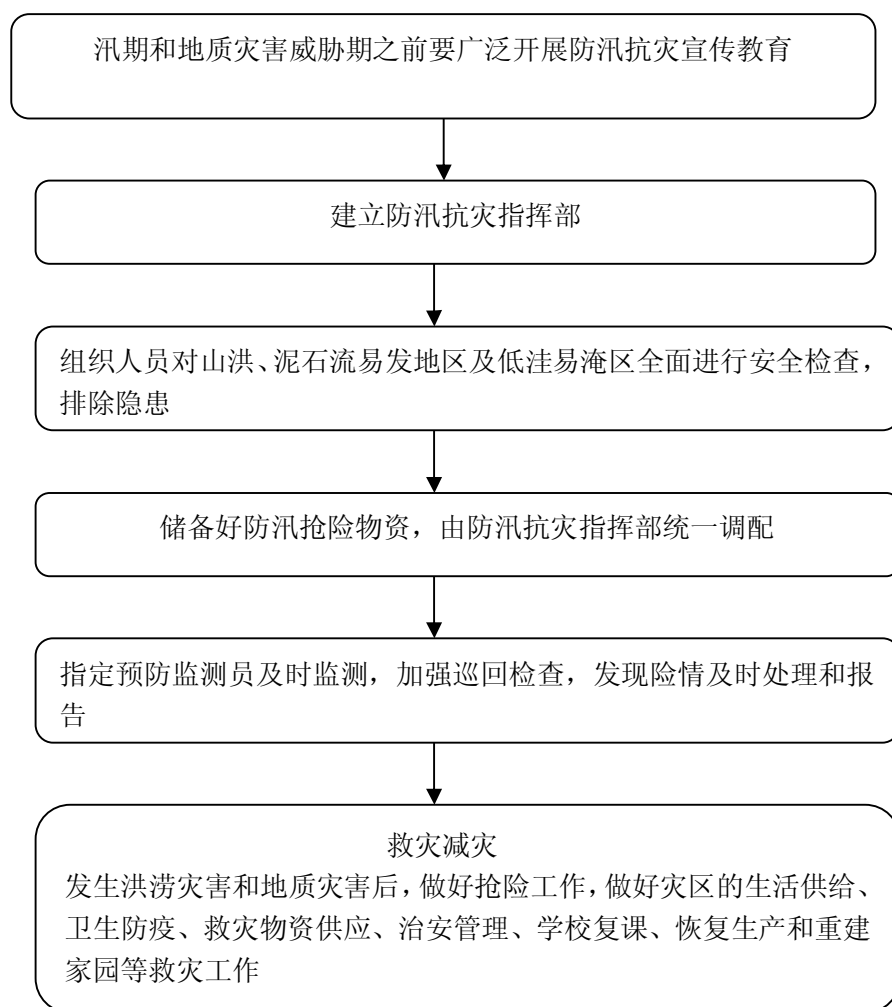 汛期和地质灾害威胁期之前要广泛开展防汛抗灾宣传教育
建立防汛抗灾指挥部
组织人员对山洪、泥石流易发地区及低洼易淹区全面进行安全检查，
排除隐患
储备好防汛抢险物资，由防汛抗灾指挥部统一调配
指定预防监测员及时监测，加强巡回检查，发现险情及时处理和报
告
救灾减灾
发生洪涝灾害和地质灾害后，做好抢险工作，做好灾区的生活供给、
卫生防疫、救灾物资供应、治安管理、学校复课、恢复生产和重建
家园等救灾工作